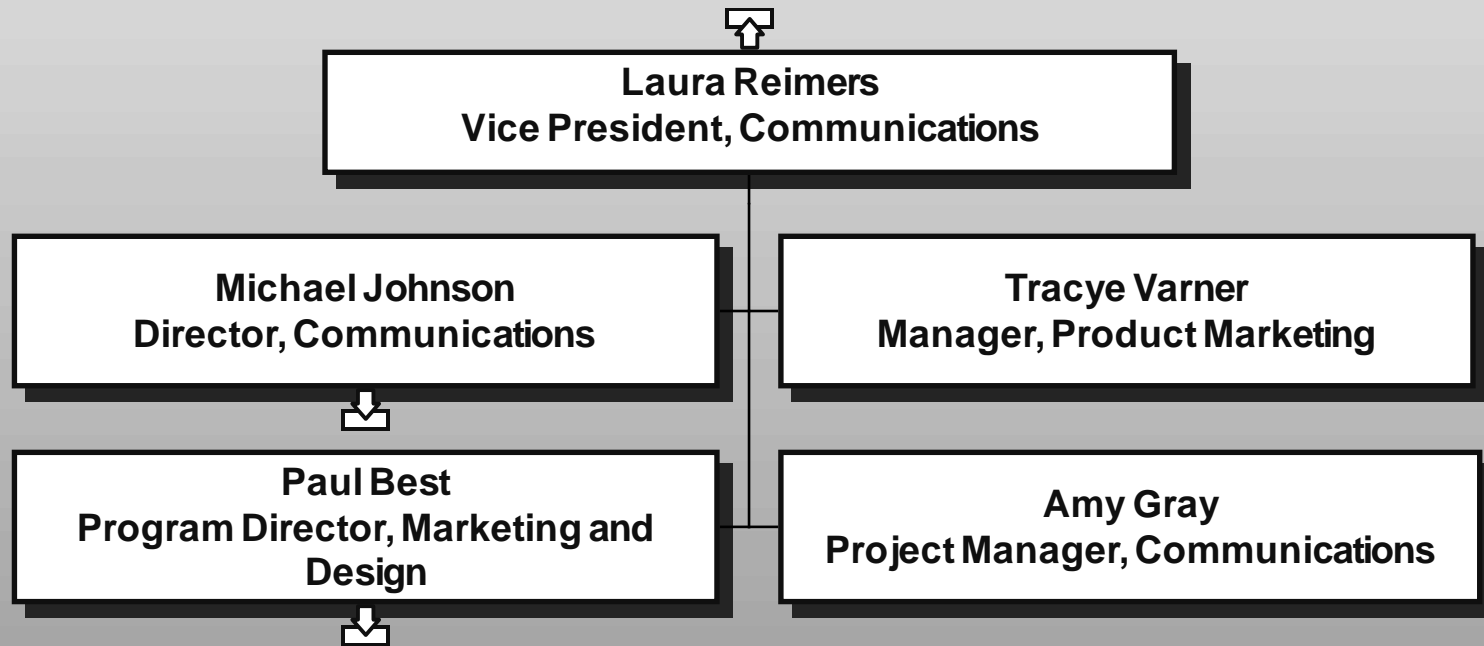 Laura Reimers
Vice President, Communications
Michael Johnson
Director, Communications
Tracye Varner
Manager, Product Marketing
Paul Best
Program Director, Marketing and
Design
Amy Gray
Project Manager, Communications